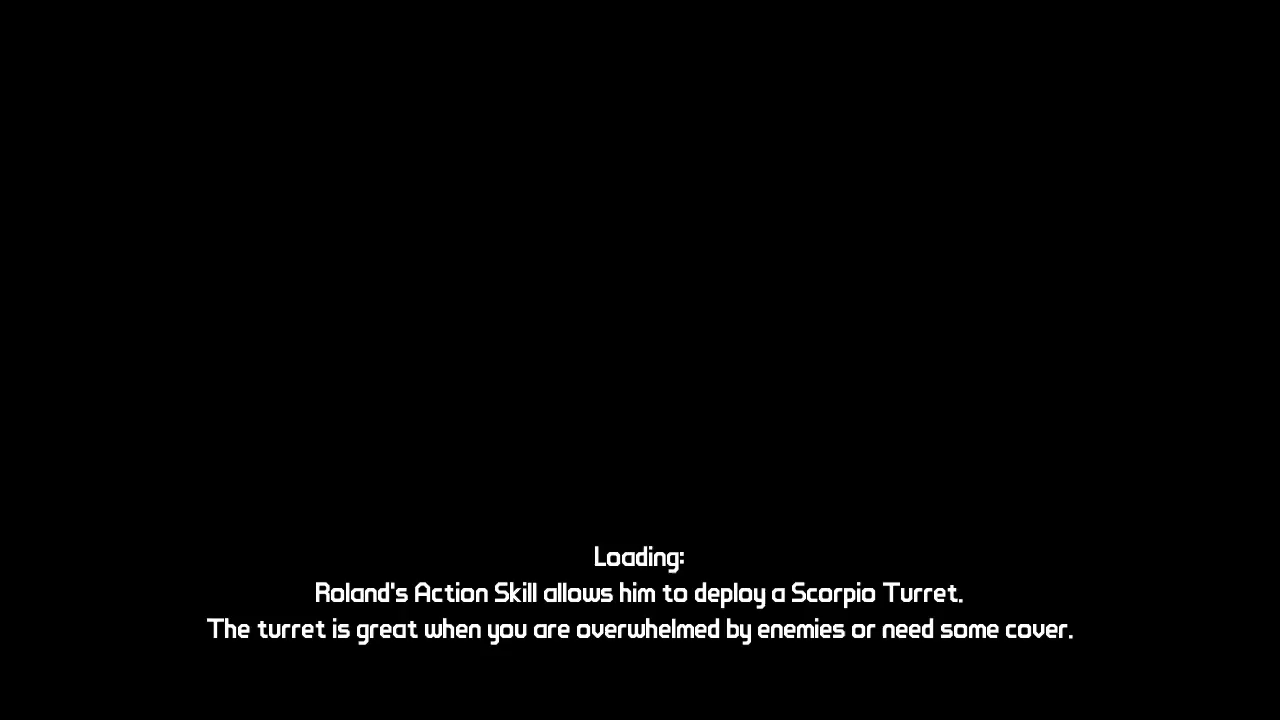 Loading:
Roland's Action Skill allows him to deploy a Scorpio Turret.
The turret is great when you are overwhelmed by enemies or need some cover.